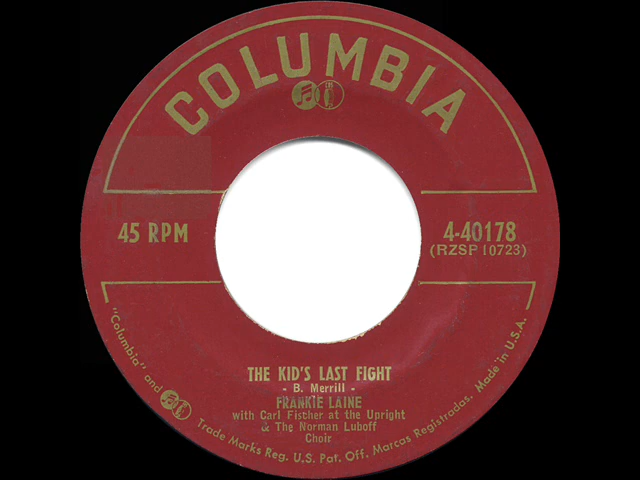 COLUMBIA
45 RPM
4-40178
(RZSP 10723)
THE KID'S LAST FIGHT
- B. Merrill -
FRANKIE LAINE
with Carl Fischer at the Upright
& The Norman Luboff
Choir
"Columbia" and Trade Marks Reg. U.S. Pat. Off. Marcas Registradas. Made in U.S.A.